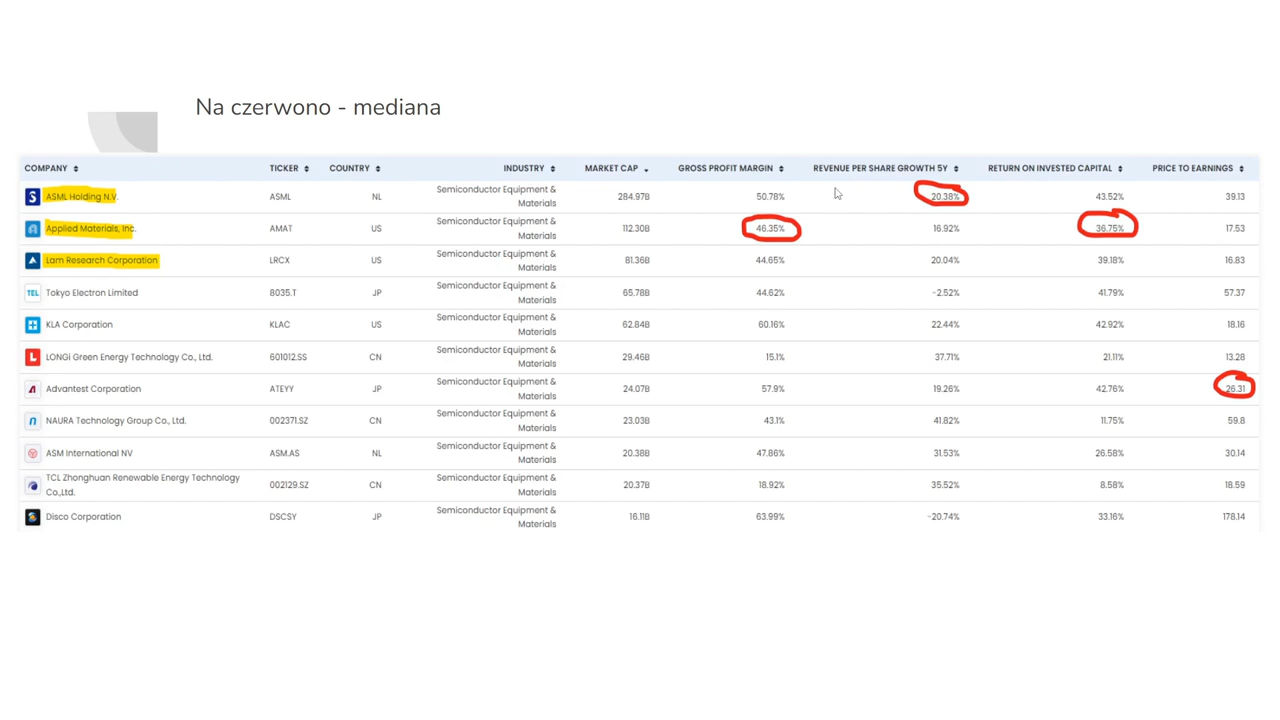 Na czerwono - mediana
COMPANY TICKER COUNTRY INDUSTRY MARKET CAP GROSS PROFIT MARGIN REVENUE PER SHARE GROWTH 5Y RETURN ON INVESTED CAPITAL PRICE TO EARNINGS
ASML Holding N.V. ASML NL Semiconductor Equipment & 284.97B 50.78% 20.38% 43.52% 39.13
Materials
Applied Materials, Inc. AMAT US Semiconductor Equipment & 112.30B 46.35% 16.92% 36.75% 17.53
Materials
Lam Research Corporation LRCX US Semiconductor Equipment & 81.36B 44.65% 20.04% 39.18% 16.83
Materials
TEL Tokyo Electron Limited 8035.T JP Semiconductor Equipment & 65.78B 44.62% -2.52% 41.79% 57.37
Materials
KLA Corporation KLAC US Semiconductor Equipment & 62.84B 60.16% 22.44% 42.92% 18.16
Materials
LONGi Green Energy Technology Co., Ltd. 601012.SS CN Semiconductor Equipment & 29.46B 15.1% 37.71% 21.11% 13.28
Materials
Advantest Corporation ATEYY JP Semiconductor Equipment & 24.07B 57.9% 19.26% 42.76% 26.31
Materials
NAURA Technology Group Co., Ltd. 002371.SZ CN Semiconductor Equipment & 23.03B 43.1% 41.82% 11.75% 59.8
Materials
ASM International NV ASM.AS NL Semiconductor Equipment & 20.38B 47.86% 31.53% 26.58% 30.14
Materials
TCL Zhonghuan Renewable Energy Technology 002129.SZ CN Semiconductor Equipment & 20.37B 18.92% 35.52% 8.58% 18.59
Co.,Ltd. Materials
Disco Corporation DSCSY JP Semiconductor Equipment & 16.11B 63.99% -20.74% 33.16% 178.14
Materials